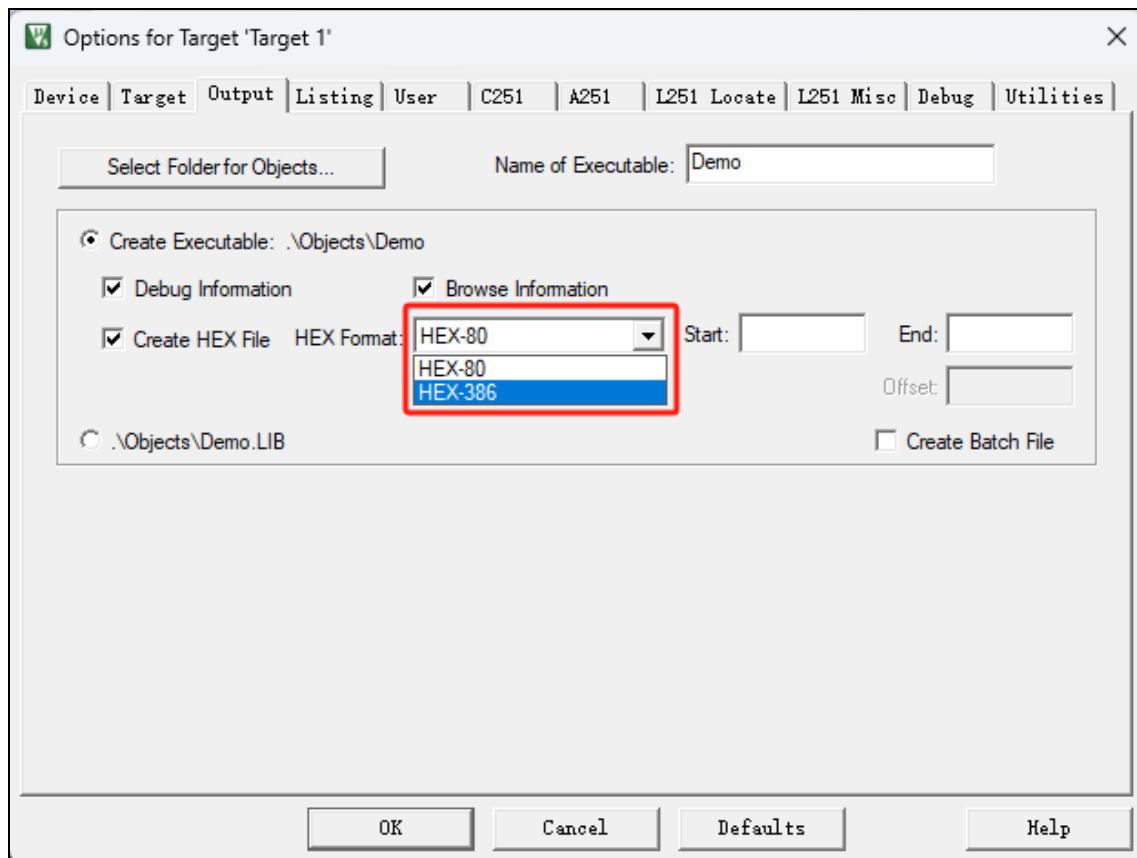 Options for Target 'Target 1'
Device Target Output Listing User C251 A251 L251 Locate L251 Misc Debug Utilities
Select Folder for Objects... Name of Executable: Demo
Create Executable: .\Objects\Demo
Debug Information Browse Information
Create HEX File HEX Format: HEX-80 Start: End:
HEX-80
HEX-386 Offset:
.\Objects\Demo.LIB Create Batch File
OK Cancel Defaults Help